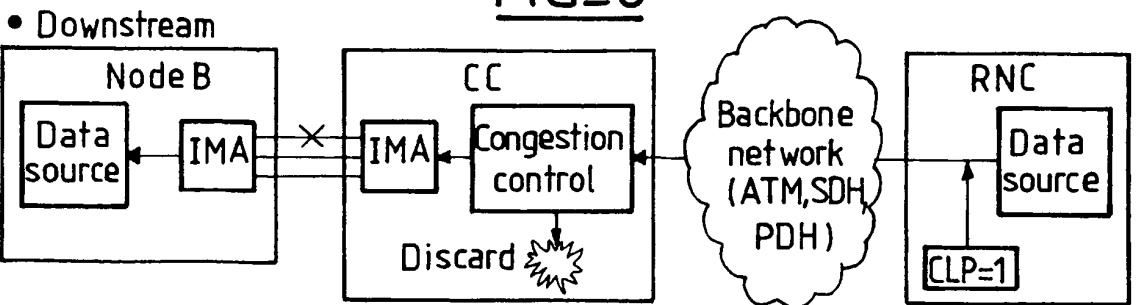 • Downstream
Node B
Data
source
IMA
CC
IMA
Congestion
control
Discard
Backbone
network
(ATM,SDH,
PDH)
RNC
Data
source
CLP=1